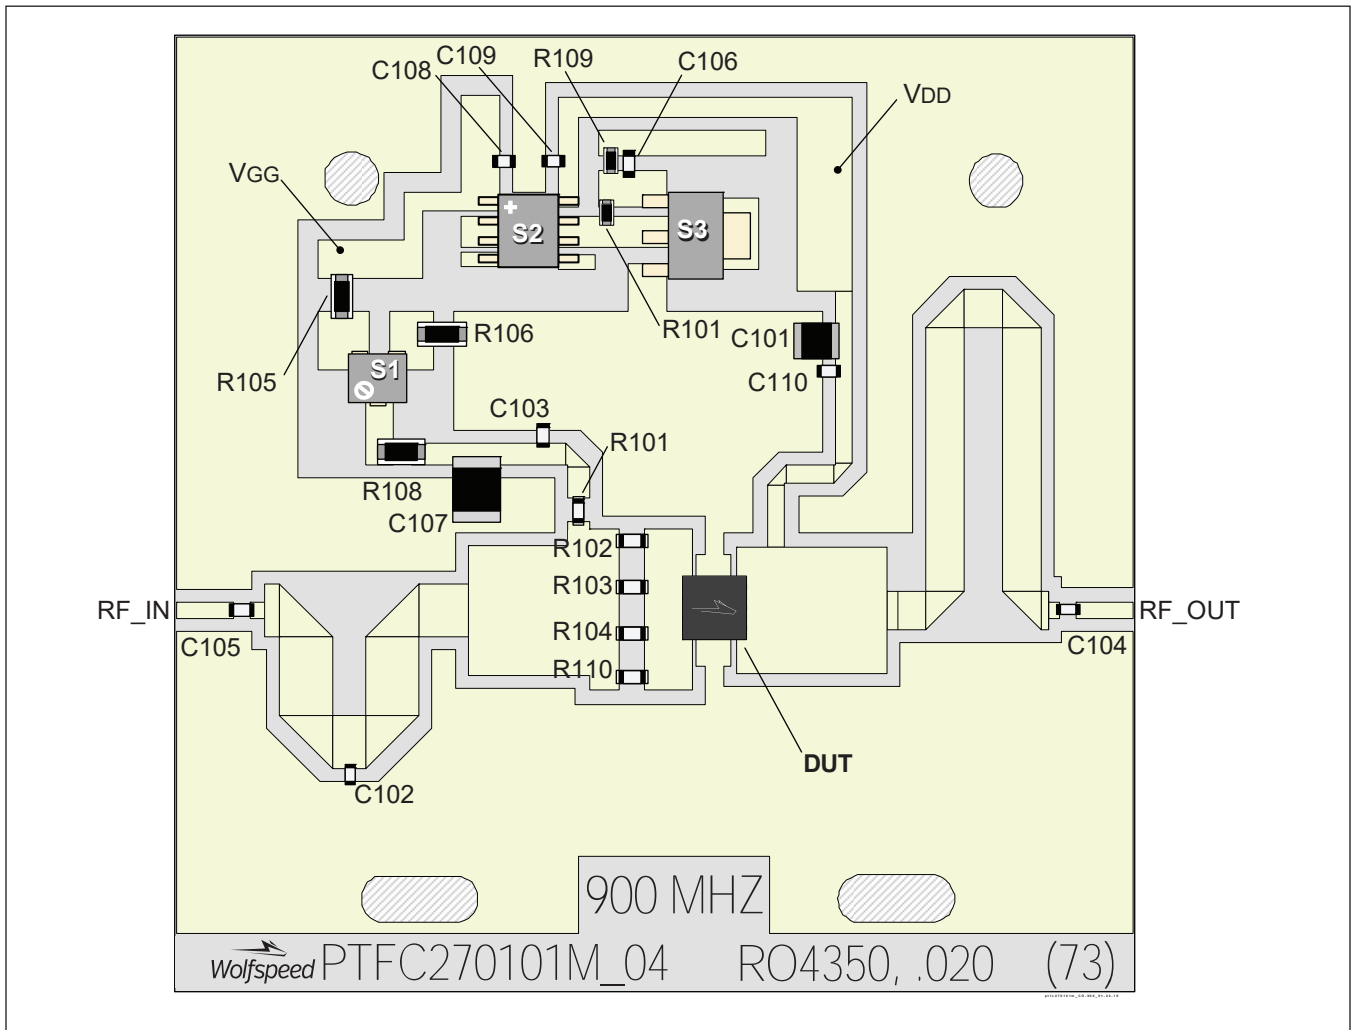 C109
R109
C106
C108
VDD
VGG
S2
S3
R101
C101
R106
S1
R105
C110
C103
R101
R108
C107
R102
R103
RF_IN
RF_OUT
R104
C105
C104
R110
DUT
C102
900 MHZ
Wolfspeed PTFC270101M_04 RO4350, .020 (73)